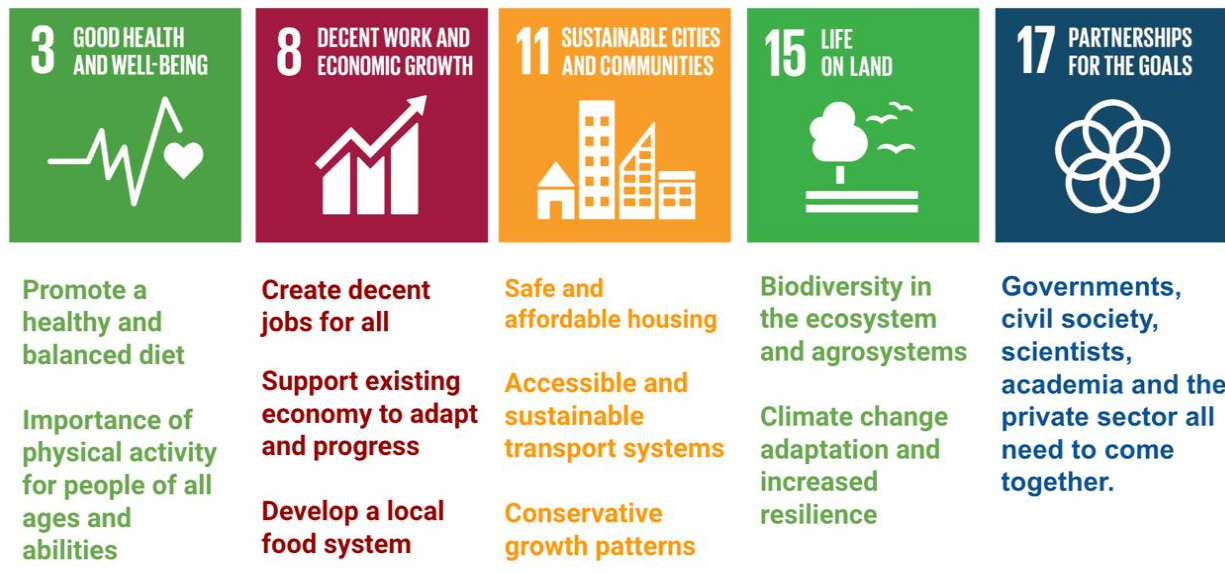 3 GOOD HEALTH
AND WELL-BEING
8 DECENT WORK AND
ECONOMIC GROWTH
11 SUSTAINABLE CITIES
AND COMMUNITIES
15 LIFE
ON LAND
17 PARTNERSHIPS
FOR THE GOALS
Promote a
healthy and
balanced diet
Importance of
physical activity
for people of all
ages and
abilities
Create decent
jobs for all
Support existing
economy to adapt
and progress
Develop a local
food system
Safe and
affordable housing
Accessible and
sustainable
transport systems
Conservative
growth patterns
Biodiversity in
the ecosystem
and agrosystems
Climate change
adaptation and
increased
resilience
Governments,
civil society,
scientists,
academia and the
private sector all
need to come
together.